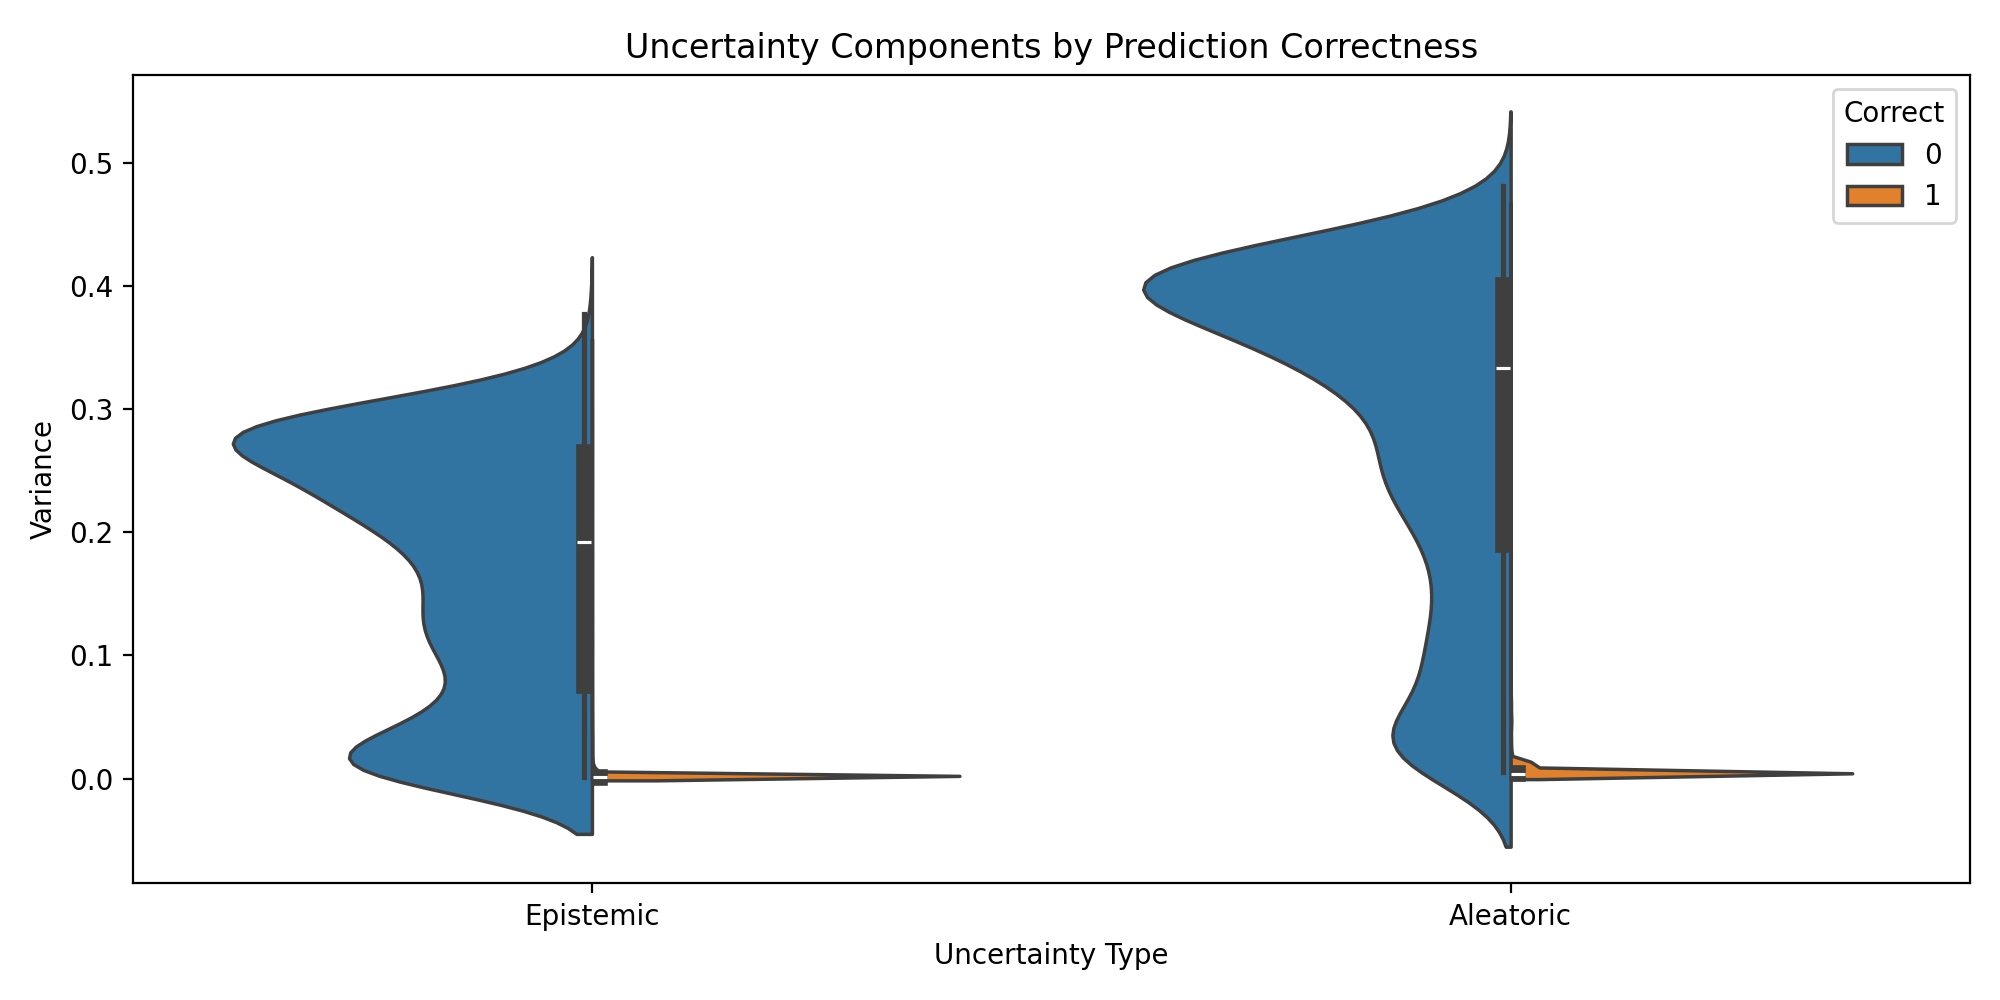 Uncertainty Components by Prediction Correctness
Correct
0
1
0.5
0.4
0.3
0.2
0.1
0.0
Variance
Epistemic
Aleatoric
Uncertainty Type